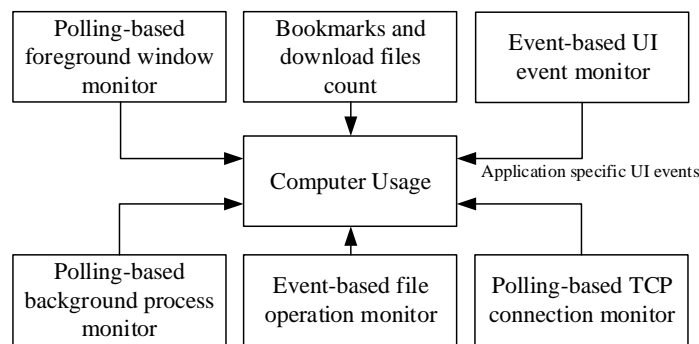 Polling-based
foreground window
monitor
Bookmarks and
download files
count
Event-based UI
event monitor
Application specific UI events
Computer Usage
Polling-based
background process
monitor
Event-based file
operation monitor
Polling-based TCP
connection monitor